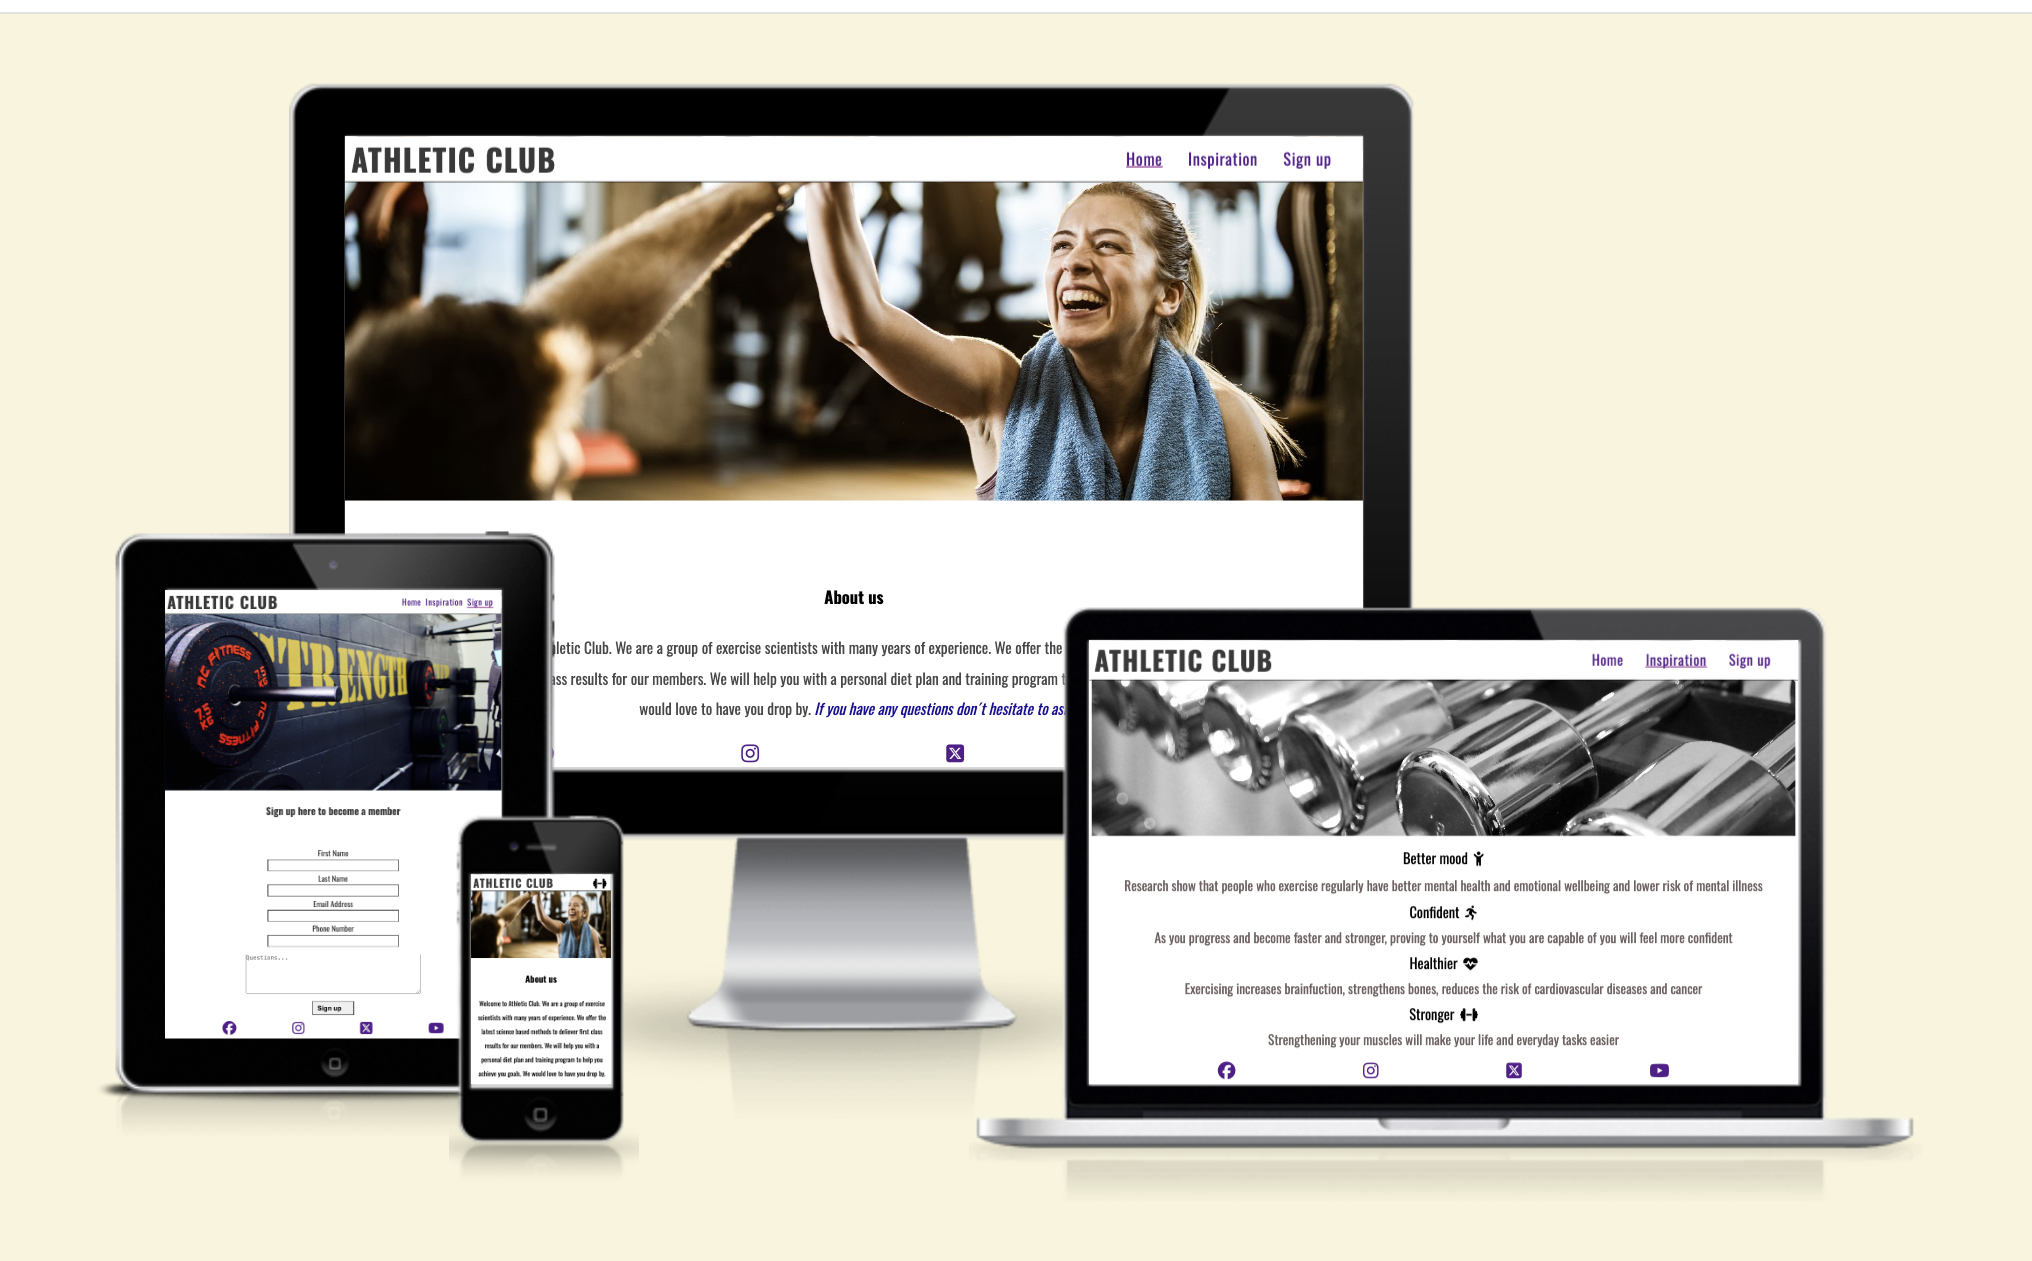 ATHLETIC CLUB
Home Inspiration Sign up
About us
letic Club. We are a group of exercise scientists with many years of experience. We offer the
ass results for our members. We will help you with a personal diet plan and training program t
would love to have you drop by. If you have any questions don´t hesitate to as
ATHLETIC CLUB
Home Inspiration Sign up
STRENGTH
MC FITNESS
7.5 KG
MC FITNESS
Sign up here to become a member
First Name
Last Name
Email Address
Phone Number
Questions...
Sign up
ATHLETIC CLUB
About us
Welcome to Athletic Club. We are a group of exercise
scientists with many years of experience. We offer the
latest science based methods to deliever first class
results for our members. We will help you with a
personal diet plan and training program to help you
achieve you goals. We would love to have you drop by.
ATHLETIC CLUB
Home Inspiration Sign up
Better mood
Research show that people who exercise regularly have better mental health and emotional wellbeing and lower risk of mental illness
Confident
As you progress and become faster and stronger, proving to yourself what you are capable of you will feel more confident
Healthier
Exercising increases brainfuction, strengthens bones, reduces the risk of cardiovascular diseases and cancer
Stronger
Strengthening your muscles will make your life and everyday tasks easier